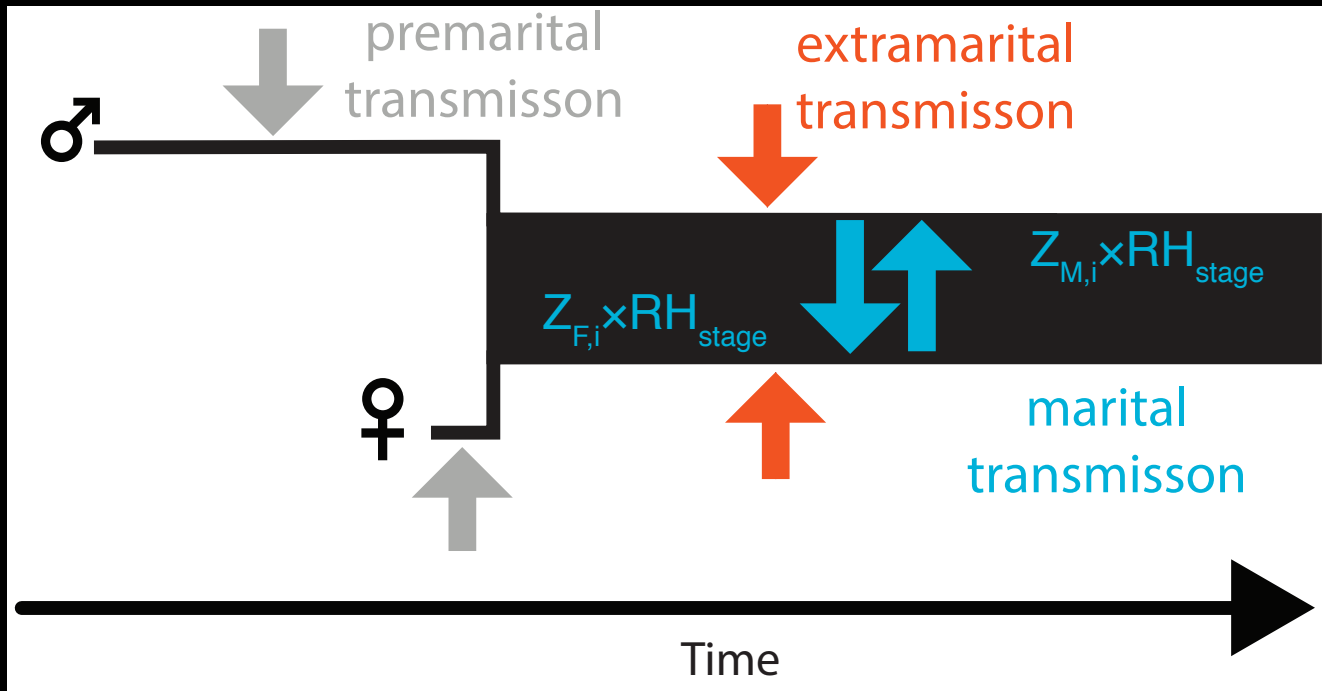 premarital
transmisson
extramarital
transmisson
Z_M,i×RH_stage
Z_F,i×RH_stage
marital
transmisson
Time